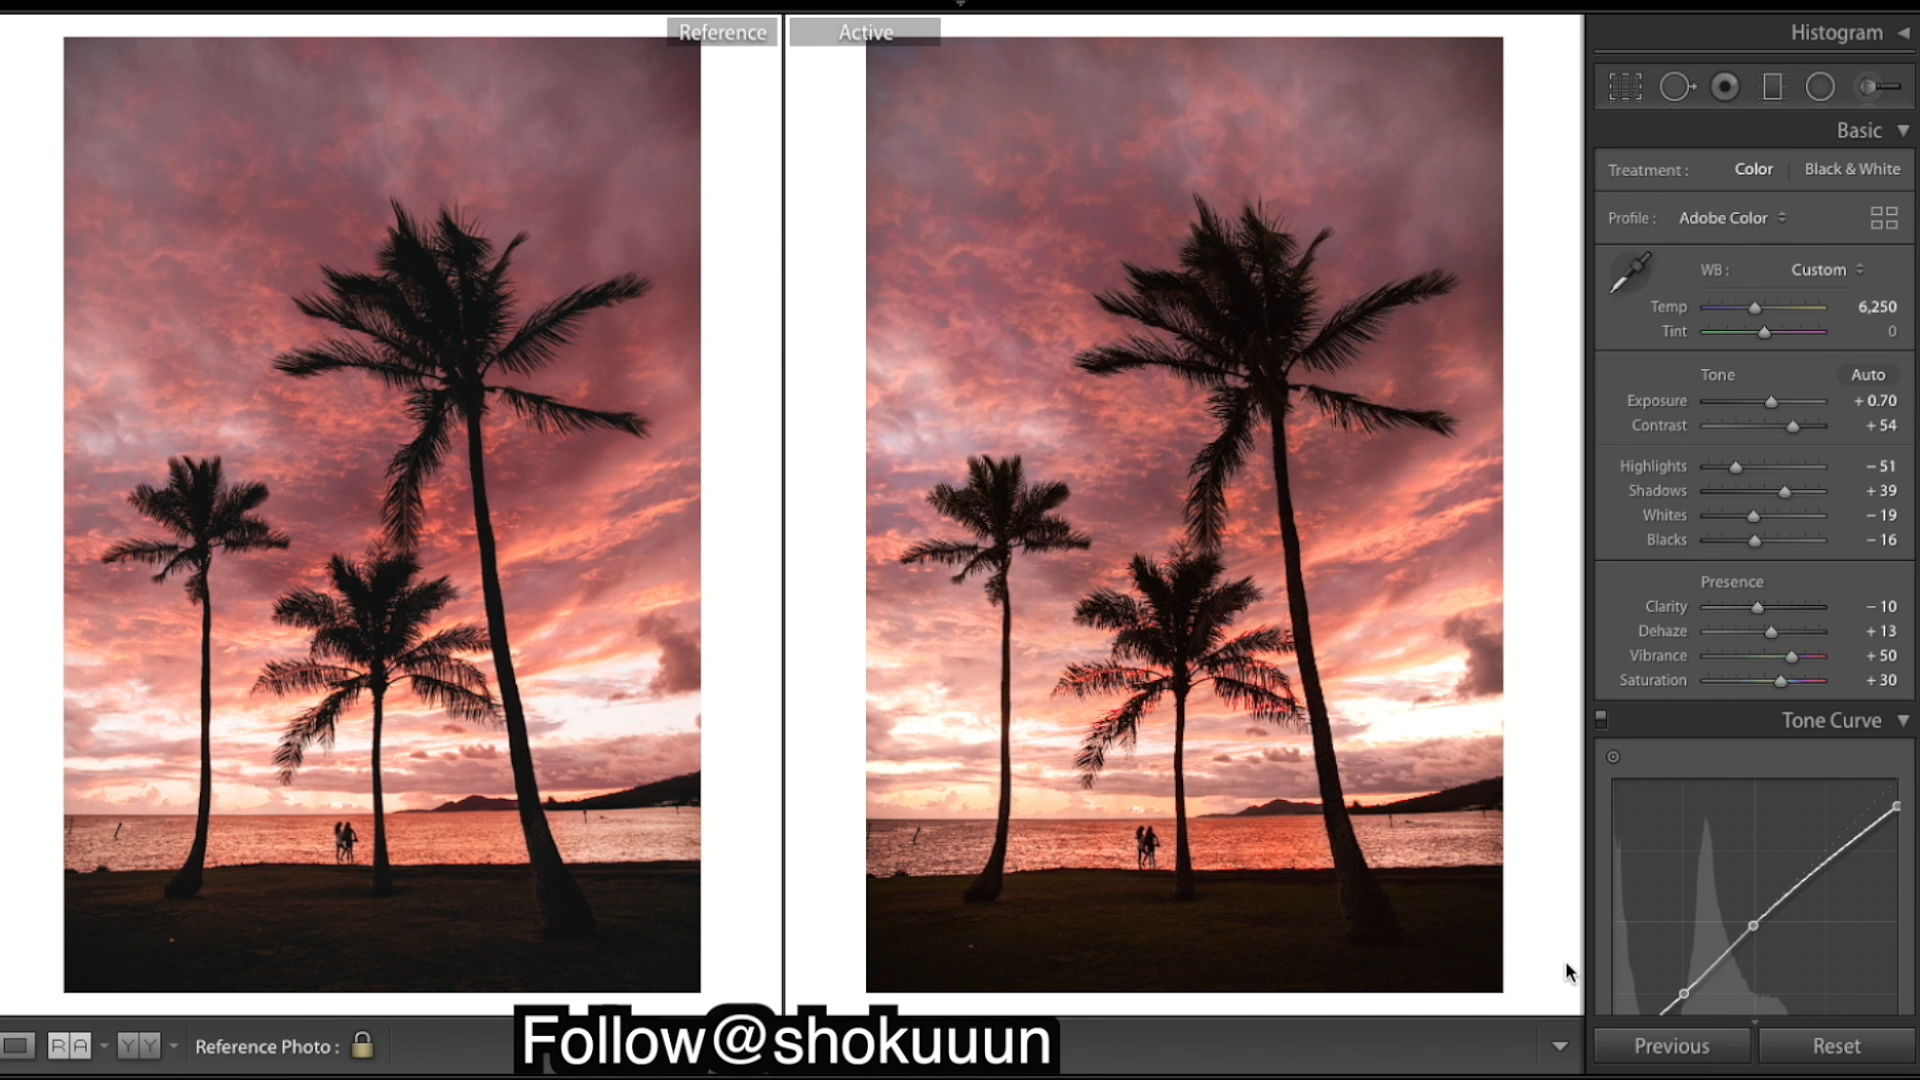 Reference
Active
Histogram
Basic
Treatment : Color Black & White
Profile : Adobe Color
WB : Custom
Temp 6,250
Tint 0
Tone Auto
Exposure + 0.70
Contrast + 54
Highlights − 51
Shadows + 39
Whites − 19
Blacks − 16
Presence
Clarity − 10
Dehaze + 13
Vibrance + 50
Saturation + 30
Tone Curve
R A Y Y Reference Photo :
Follow@shokuuun
Previous Reset